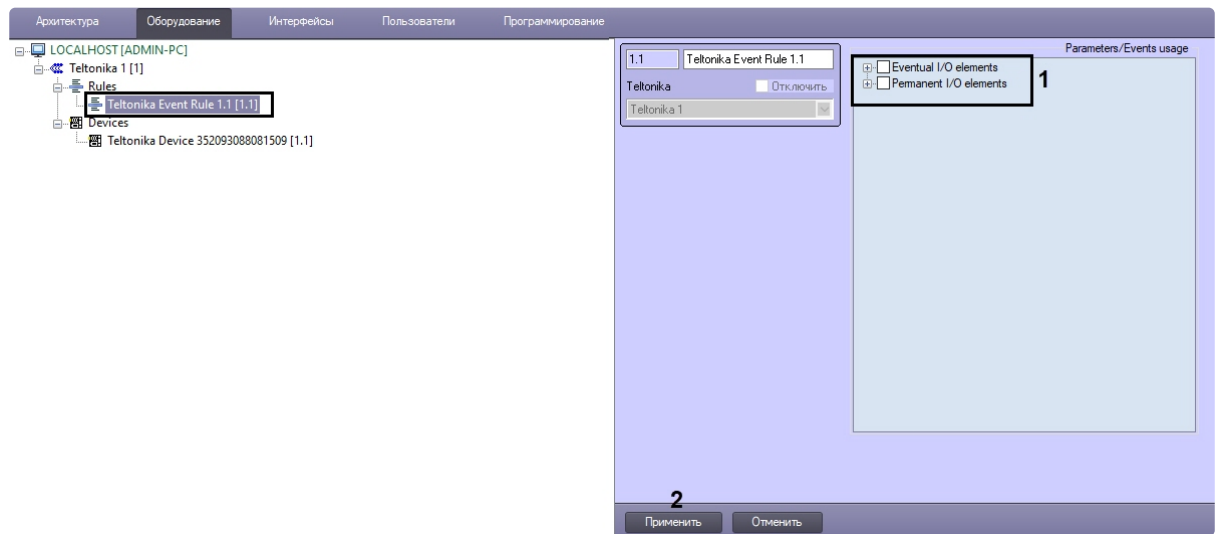 Архитектура Оборудование Интерфейсы Пользователи Программирование
LOCALHOST [ADMIN-PC]
Teltonika 1 [1]
Rules
Teltonika Event Rule 1.1 [1.1]
Devices
Teltonika Device 352093088081509 [1.1]
1.1 Teltonika Event Rule 1.1
Teltonika Отключить
Teltonika 1
Parameters/Events usage
Eventual I/O elements
Permanent I/O elements
1
2
Применить Отменить